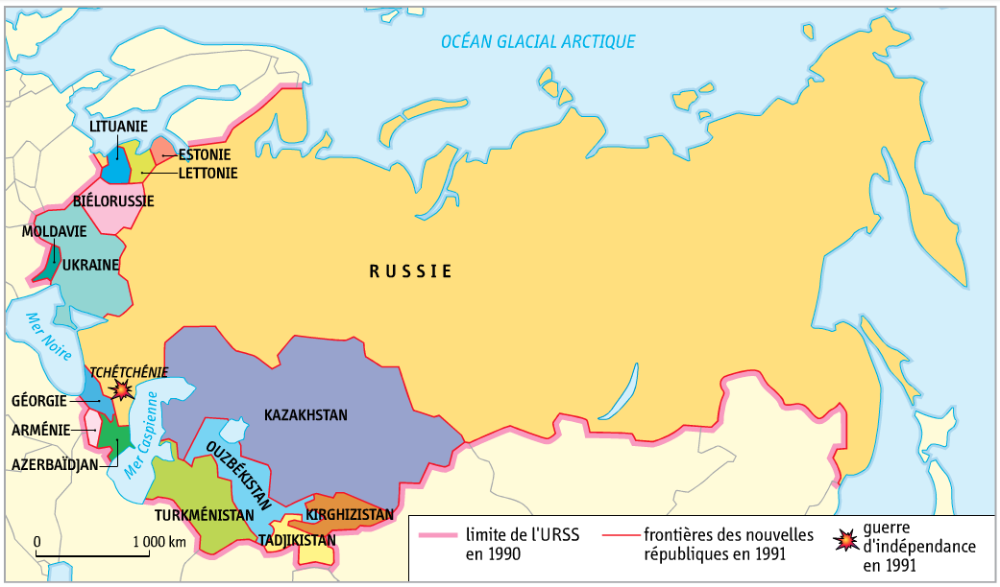 OCÉAN GLACIAL ARCTIQUE
LITUANIE
ESTONIE
LETTONIE
BIÉLORUSSIE
MOLDAVIE
UKRAINE
RUSSIE
Mer Noire
TCHÉTCHÉNIE
GÉORGIE
KAZAKHSTAN
ARMÉNIE
Mer Caspienne
AZERBAÏDJAN
OUZBÉKISTAN
TURKMÉNISTAN
KIRGHIZISTAN
TADJIKISTAN
0 1 000 km
limite de l'URSS
en 1990
frontières des nouvelles
républiques en 1991
guerre
d'indépendance
en 1991